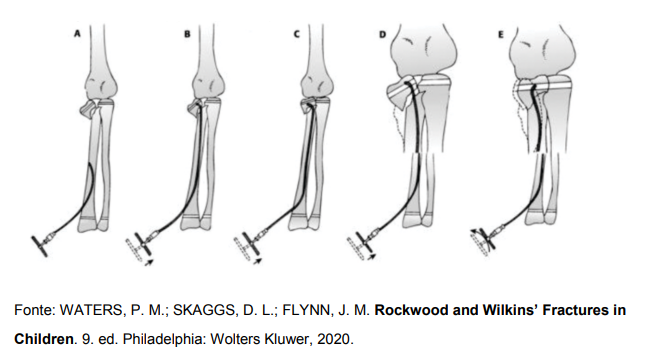 A B C D E
Fonte: WATERS, P. M.; SKAGGS, D. L.; FLYNN, J. M. Rockwood and Wilkins’ Fractures in
Children. 9. ed. Philadelphia: Wolters Kluwer, 2020.